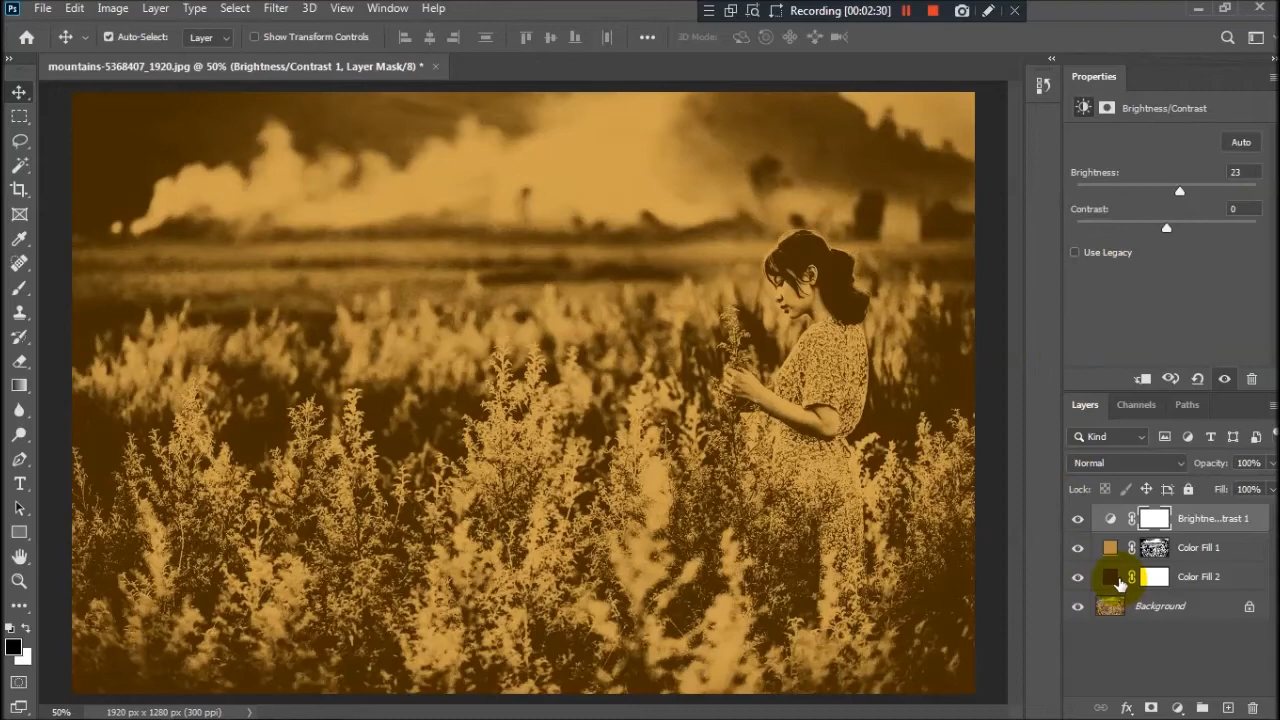 Ps File Edit Image Layer Type Select Filter 3D View Window Help Recording [00:02:30]
Auto-Select: Layer Show Transform Controls 3D Mode:
mountains-5368407_1920.jpg @ 50% (Brightness/Contrast 1, Layer Mask/8) *
Properties
Brightness/Contrast
Auto
Brightness: 23
Contrast: 0
Use Legacy
Layers Channels Paths
Kind
Normal Opacity: 100%
Lock: Fill: 100%
Brightne...trast 1
Color Fill 1
Color Fill 2
Background
50% 1920 px x 1280 px (300 ppi)